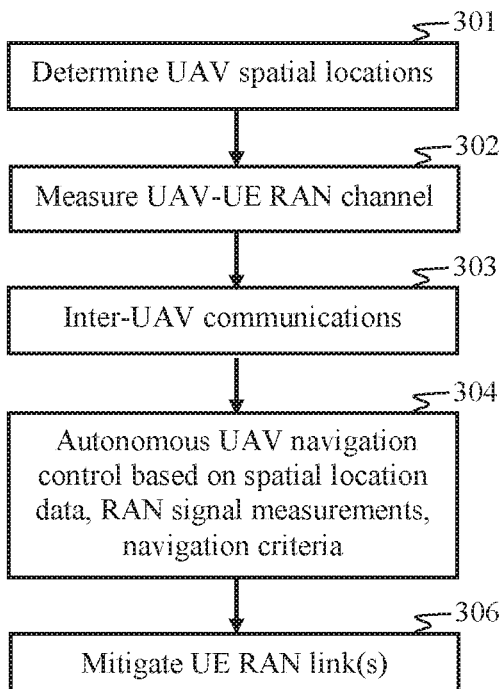 301
Determine UAV spatial locations
302
Measure UAV-UE RAN channel
303
Inter-UAV communications
304
Autonomous UAV navigation
control based on spatial location
data, RAN signal measurements,
navigation criteria
306
Mitigate UE RAN link(s)